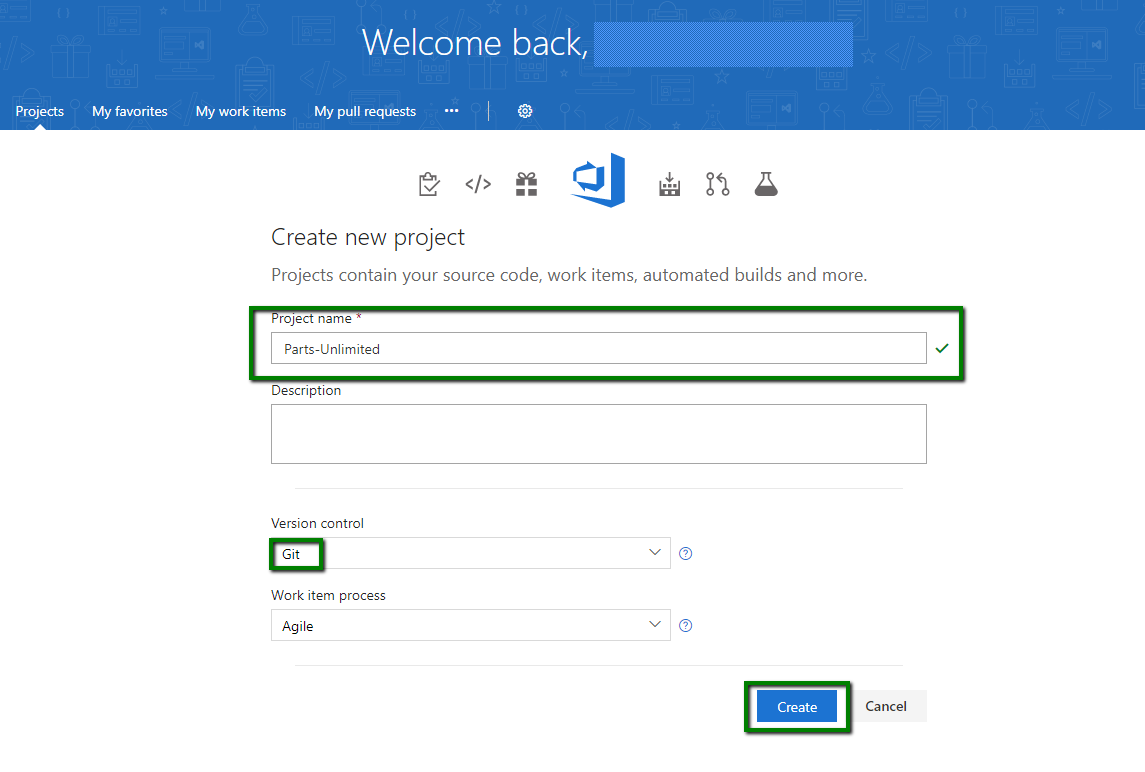 Welcome back,
Projects My favorites My work items My pull requests ···
Create new project
Projects contain your source code, work items, automated builds and more.
Project name *
Parts-Unlimited
Description
Version control
Git
Work item process
Agile
Create Cancel